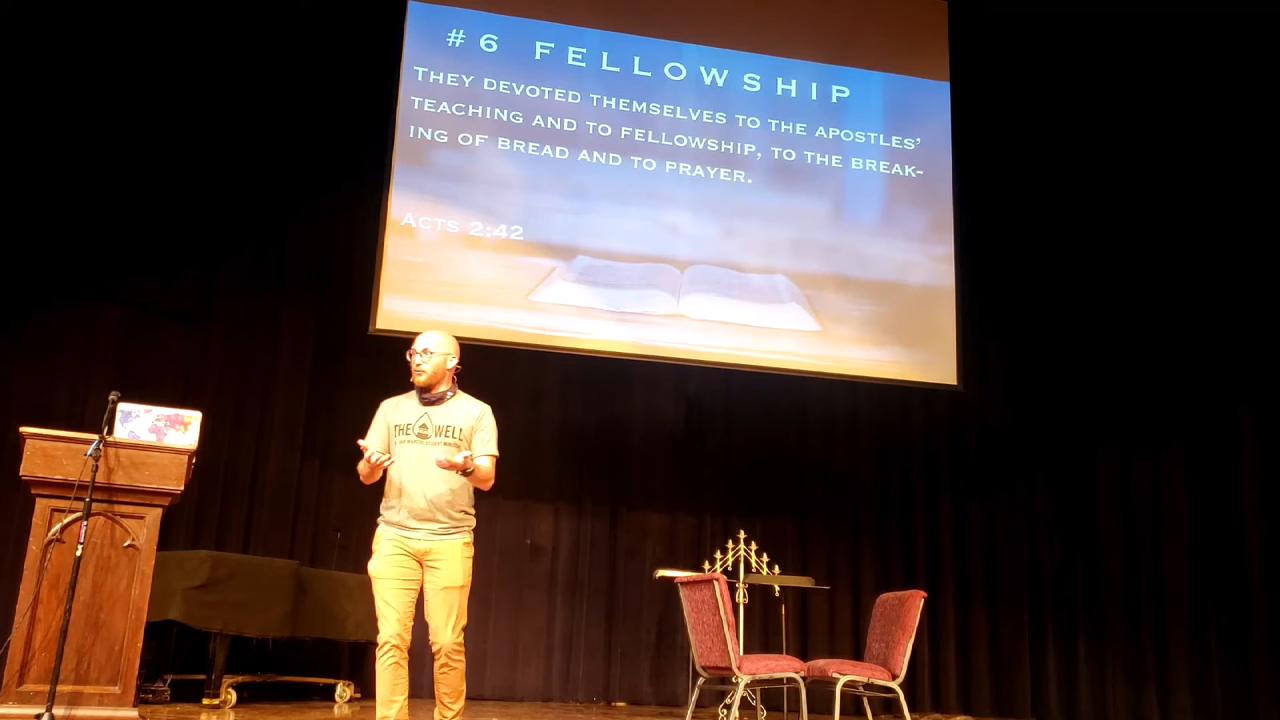 # 6 FELLOWSHIP
THEY DEVOTED THEMSELVES TO THE APOSTLES'
TEACHING AND TO FELLOWSHIP, TO THE BREAK-
ING OF BREAD AND TO PRAYER.
ACTS 2:42
THE WELL